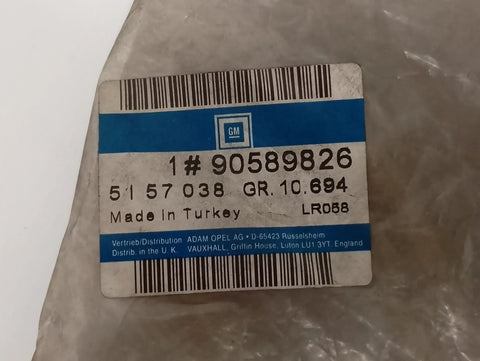 GM
1# 90589826
51 57 038 GR. 10.694
Made in Turkey LR058
Vertrieb/Distribution ADAM OPEL AG • D-65423 Rüsselsheim
Distrib. in the U. K. VAUXHALL, Griffin House, Luton LU1 3YT. England